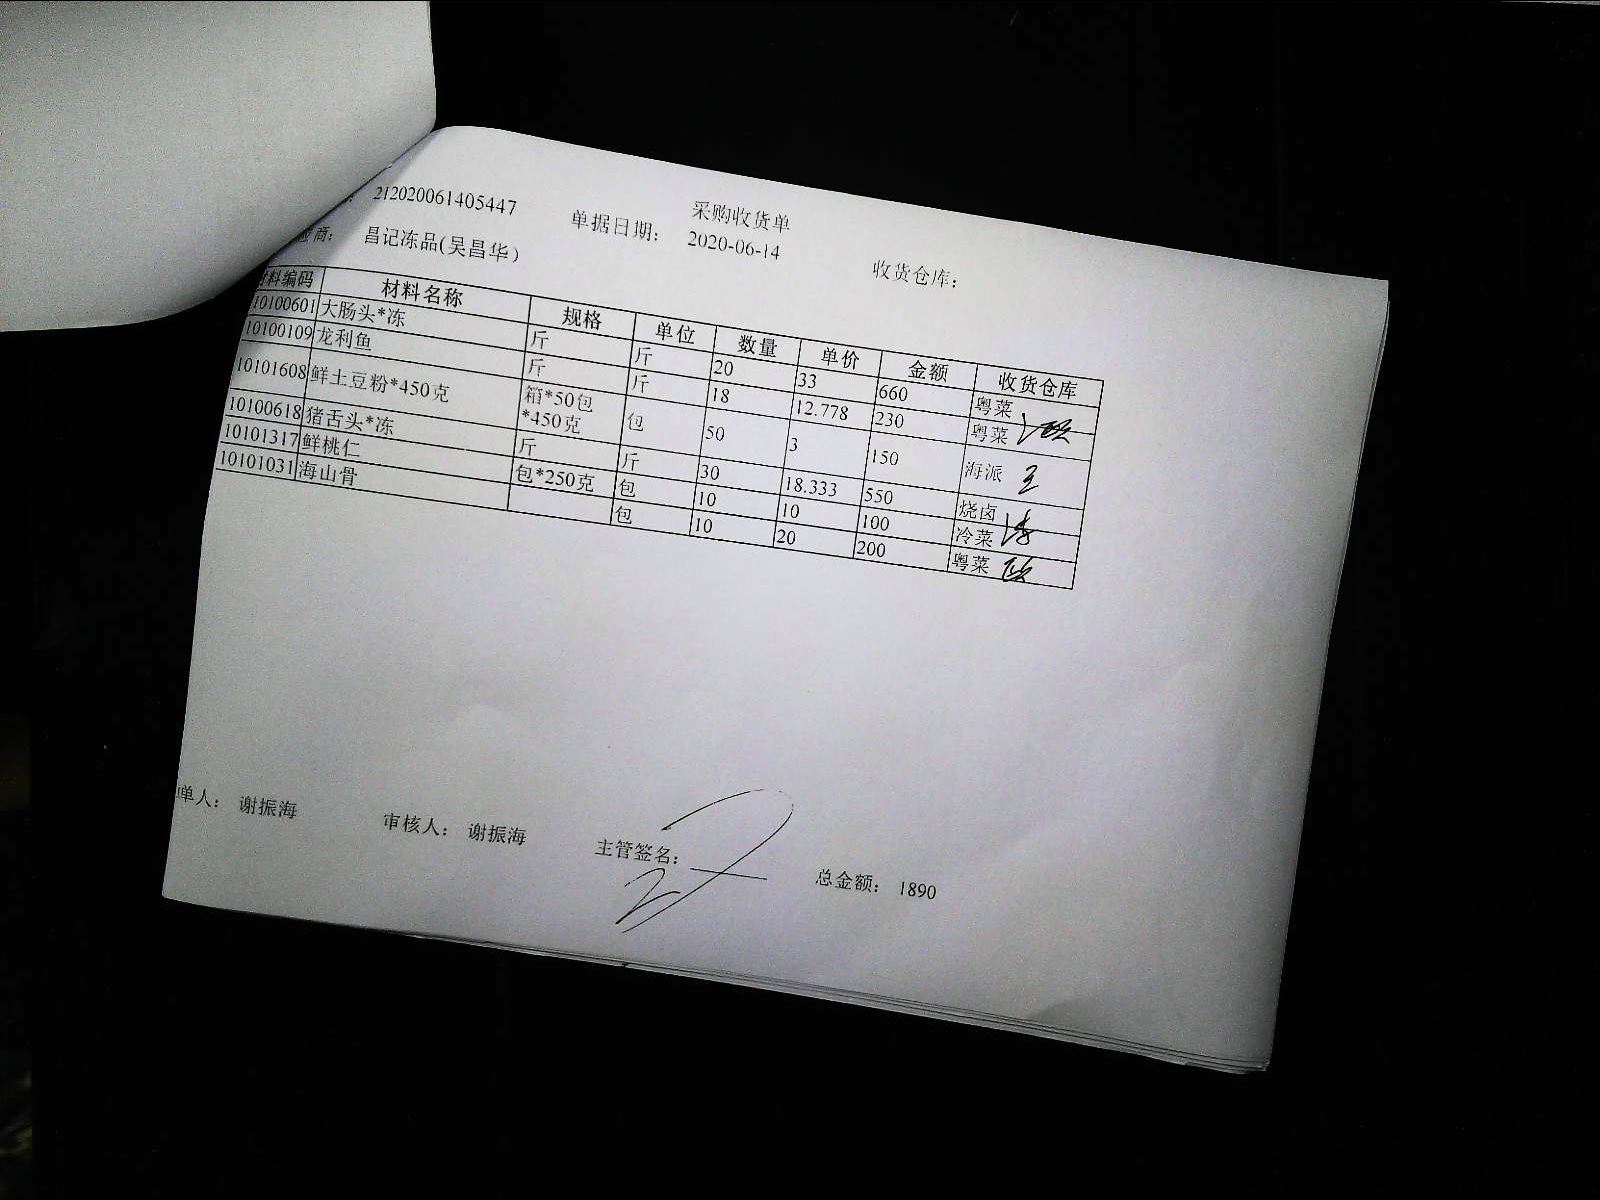 采购收货单
212020061405447 单据日期： 2020-06-14 收货仓库：
应商： 昌记冻品(吴昌华)
材料编码 材料名称 规格 单位 数量 单价 金额 收货仓库
10100601 大肠头*冻 斤 斤 20 33 660 粤菜
10100109 龙利鱼 斤 斤 18 12.778 230 粤菜
10101608 鲜土豆粉*450克 箱*50包*450克 包 50 3 150 海派
10100618 猪舌头*冻 斤 斤 30 18.333 550 烧卤
10101317 鲜桃仁 包*250克 包 10 10 100 冷菜
10101031 海山骨 包 10 20 200 粤菜
单人： 谢振海 审核人： 谢振海 主管签名： 总金额： 1890